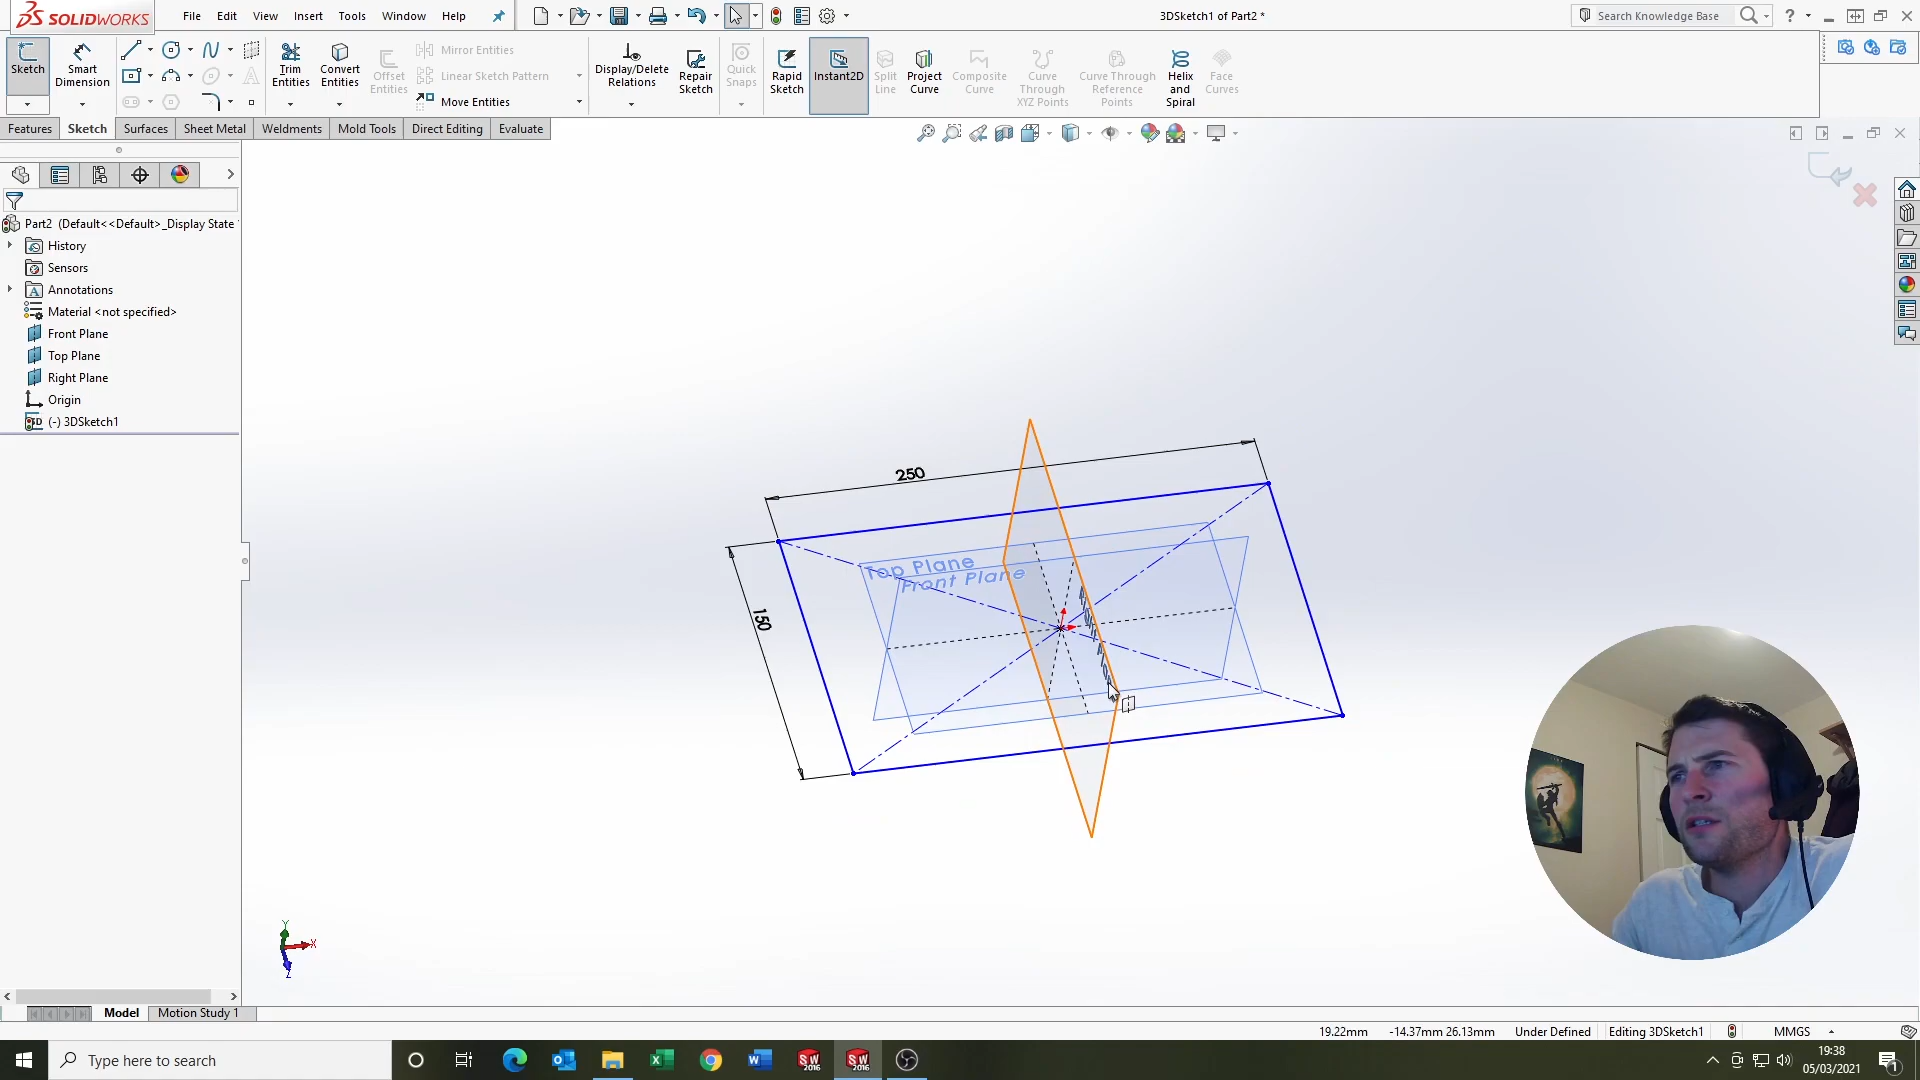 SOLIDWORKS
File Edit View Insert Tools Window Help
3DSketch1 of Part2 *
Search Knowledge Base
?
Sketch
Smart Dimension
Trim Entities
Convert Entities
Offset Entities
Mirror Entities
Linear Sketch Pattern
Move Entities
Display/Delete Relations
Repair Sketch
Quick Snaps
Rapid Sketch
Instant2D
Split Line
Project Curve
Composite Curve
Curve Through XYZ Points
Curve Through Reference Points
Helix and Spiral
Face Curves
Features Sketch Surfaces Sheet Metal Weldments Mold Tools Direct Editing Evaluate
Part2 (Default<<Default>_Display State
History
Sensors
Annotations
Material <not specified>
Front Plane
Top Plane
Right Plane
Origin
(-) 3DSketch1
250
150
Top Plane
Front Plane
Y
X
Z
Model Motion Study 1
19.22mm -14.37mm 26.13mm Under Defined Editing 3DSketch1 MMGS
Type here to search
SW 2016
SW 2016
19:38
05/03/2021
1